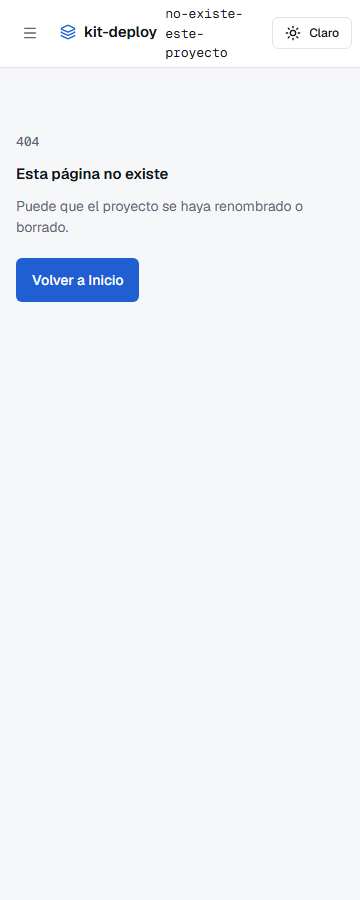 kit-deploy
no-existe-
este-
proyecto
Claro
404
Esta página no existe
Puede que el proyecto se haya renombrado o
borrado.
Volver a Inicio